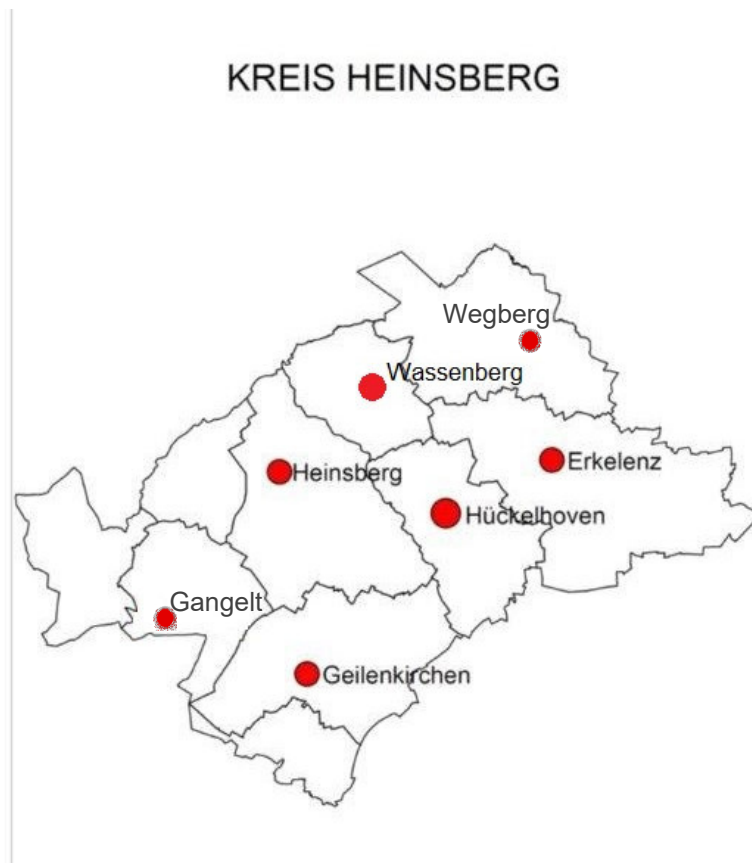 KREIS HEINSBERG
Wegberg
Wassenberg
Heinsberg
Erkelenz
Hückelhoven
Gangelt
Geilenkirchen